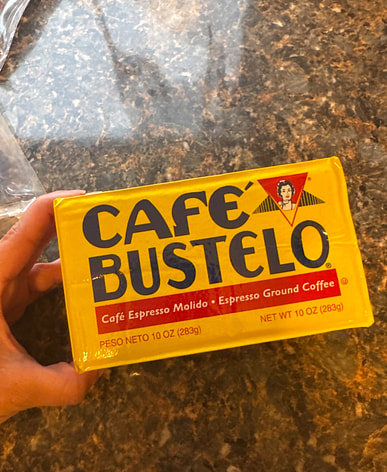 CAFÉ
BUSTELO®
Café Espresso Molido • Espresso Ground Coffee
PESO NETO 10 OZ (283g) NET WT 10 OZ (283g)